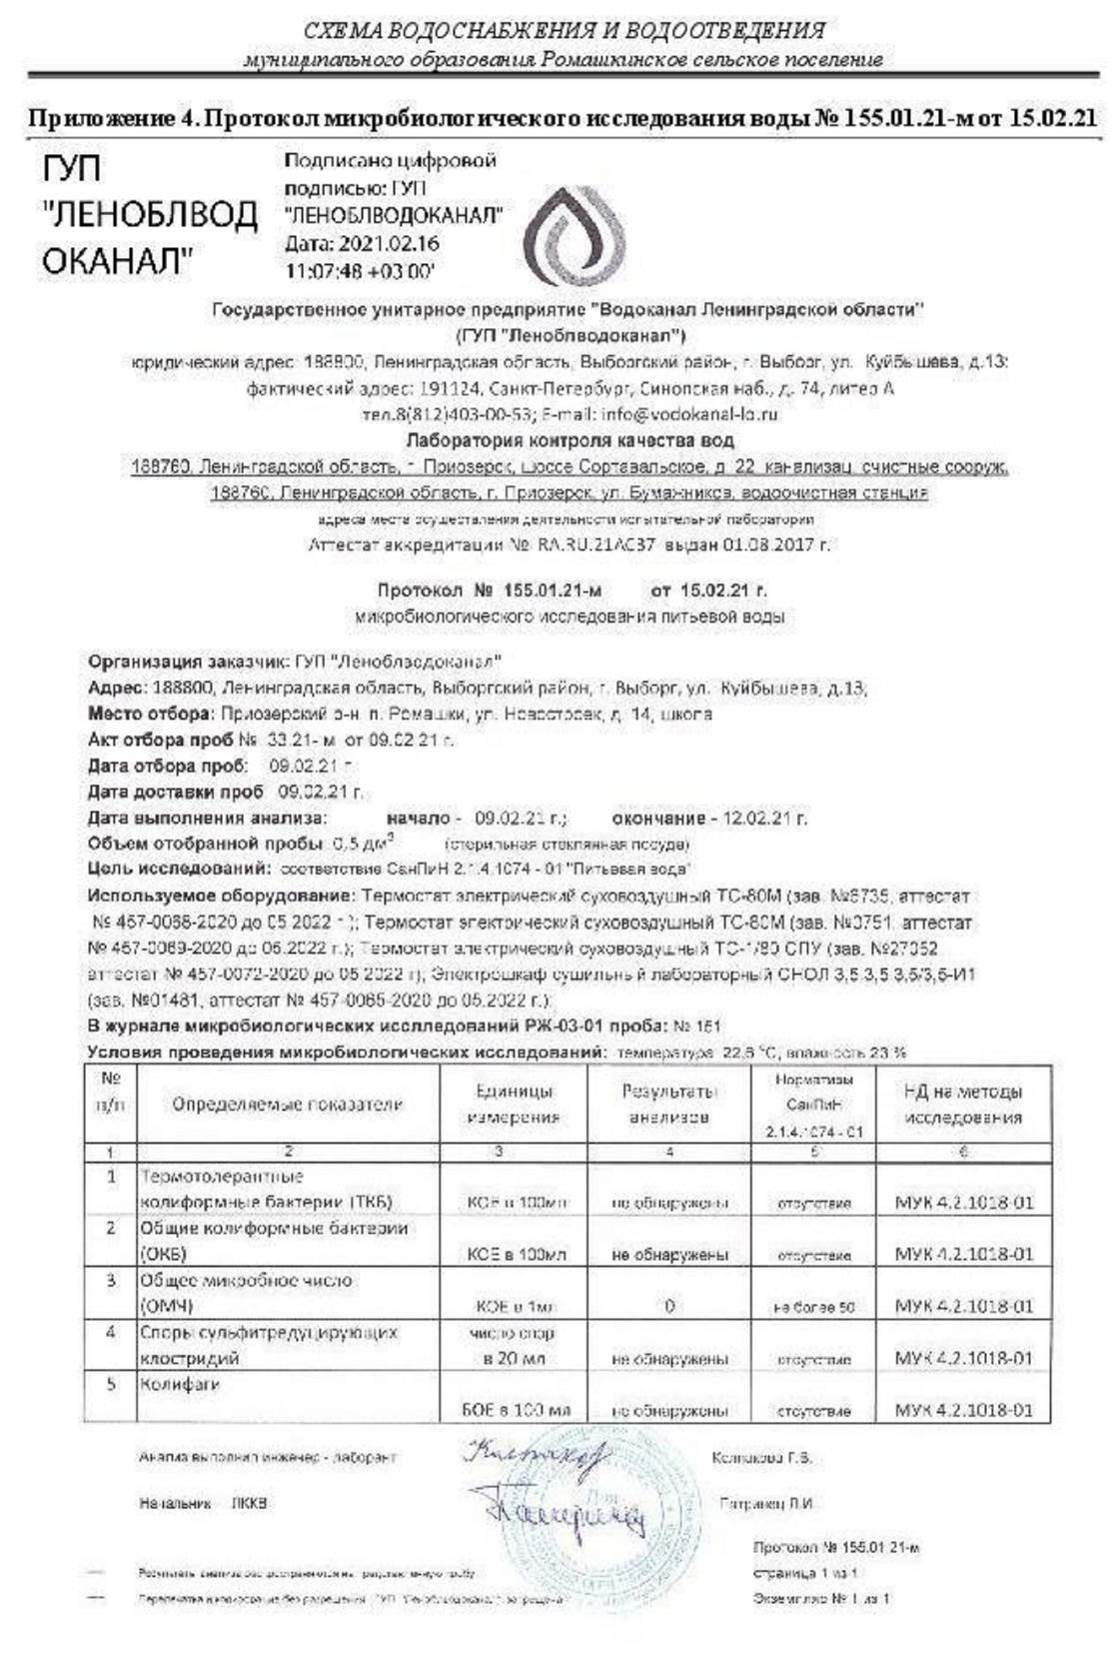 СХЕМА ВОДОСНАБЖЕНИЯ И ВОДООТВЕДЕНИЯ
муниципального образования Ромашкинское сельское поселение
Приложение 4. Протокол микробиологического исследования воды № 155.01.21-м от 15.02.21
ГУП
"ЛЕНОБЛВОД
ОКАНАЛ"
Подписано цифровой
подписью: ГУП
"ЛЕНОБЛВОДОКАНАЛ"
Дата: 2021.02.16
11:07:48 +03'00'
Государственное унитарное предприятие "Водоканал Ленинградской области"
(ГУП "Леноблводоканал")
юридический адрес: 188800, Ленинградская область, Выборгский район, г. Выборг, ул. Куйбышева, д.13;
фактический адрес: 191124, Санкт-Петербург, Синопская наб., д. 74, литер А
тел.8(812)403-00-53; E-mail: info@vodokanal-lo.ru
Лаборатория контроля качества вод
188760, Ленинградской область, г. Приозерск, шоссе Сортавальское, д. 22, канализац. счистные сооруж.
188760, Ленинградской область, г. Приозерск, ул. Бумажников, водоочистная станция
адреса места осуществления деятельности испытательной лаборатории
Аттестат аккредитации № RA.RU.21АС37 выдан 01.08.2017 г.
Протокол № 155.01.21-м от 15.02.21 г.
микробиологического исследования питьевой воды
Организация заказчик: ГУП "Леноблводоканал"
Адрес: 188800, Ленинградская область, Выборгский район, г. Выборг, ул. Куйбышева, д.13,
Место отбора: Приозерский р-н, п. Ромашки, ул. Новостроек, д. 14, школа
Акт отбора проб № 33.21- м от 09.02.21 г.
Дата отбора проб: 09.02.21 г.
Дата доставки проб 09.02.21 г.
Дата выполнения анализа: начало - 09.02.21 г.; окончание - 12.02.21 г.
Объем отобранной пробы 0,5 дм³ (стерильная стеклянная посуда)
Цель исследований: соответствие СанПиН 2.1.4.1074 - 01 "Питьевая вода"
Используемое оборудование: Термостат электрический суховоздушный ТС-80М (зав. №6735, аттестат
№ 457-0068-2020 до 05.2022 г.); Термостат электрический суховоздушный ТС-80М (зав. №3751, аттестат
№ 457-0069-2020 до 05.2022 г.); Термостат электрический суховоздушный ТС-1/80 СПУ (зав. №27352
аттестат № 457-0072-2020 до 05.2022 г), Электрошкаф сушильный лабораторный СНОЛ 3,5.3,5.3,5/3,5-И1
(зав. №01481, аттестат № 457-0065-2020 до 05.2022 г.);
В журнале микробиологических исслледований РЖ-03-01 проба: № 151
Условия проведения микробиологических исследований: температура 22,6 °C, влажность 23 %
№ п/п Определяемые показатели Единицы измерения Результаты анализов Нормативы СанПиН 2.1.4.1074 - 01 НД на методы исследования
1 2 3 4 5 6
1 Термотолерантные
колиформные бактерии (ТКБ) КОЕ в 100мл не обнаружены отсутствие МУК 4.2.1018-01
2 Общие колиформные бактерии
(ОКБ) КОЕ в 100мл не обнаружены отсутствие МУК 4.2.1018-01
3 Общее микробное число
(ОМЧ) КОЕ в 1мл 0 не более 50 МУК 4.2.1018-01
4 Споры сульфитредуцирующих число спор
клостридий в 20 мл не обнаружены отсутствие МУК 4.2.1018-01
5 Колифаги
БОЕ в 100 мл не обнаружены отсутствие МУК 4.2.1018-01
Анализ выполнил инженер - лаборант Колпакова Г.В.
Начальник ЛККВ Патринец Л.И.
Протокол № 155.01.21-м
Результаты анализа распространяются на представленную пробу страница 1 из 1
Перепечатка и копирование без разрешения ГУП "Леноблводоканал" запрещена Экземпляр № 1 из 1